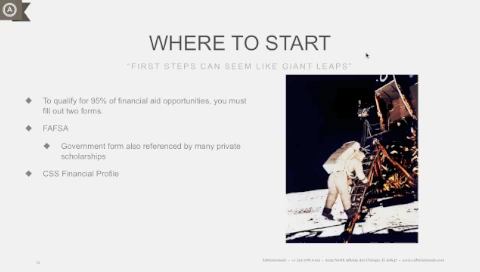 A
WHERE TO START
"FIRST STEPS CAN SEEM LIKE GIANT LEAPS"
To qualify for 95% of financial aid opportunities, you must
fill out two forms.
FAFSA
Government form also referenced by many private
scholarships
CSS Financial Profile